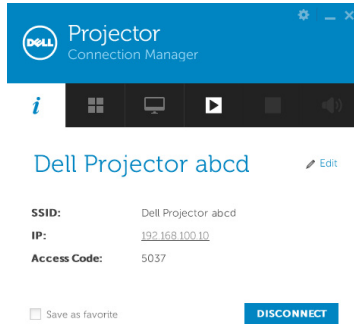 DELL
Projector
Connection Manager
i
Dell Projector abcd
Edit
SSID: Dell Projector abcd
IP: 192.168.100.10
Access Code: 5037
Save as favorite
DISCONNECT